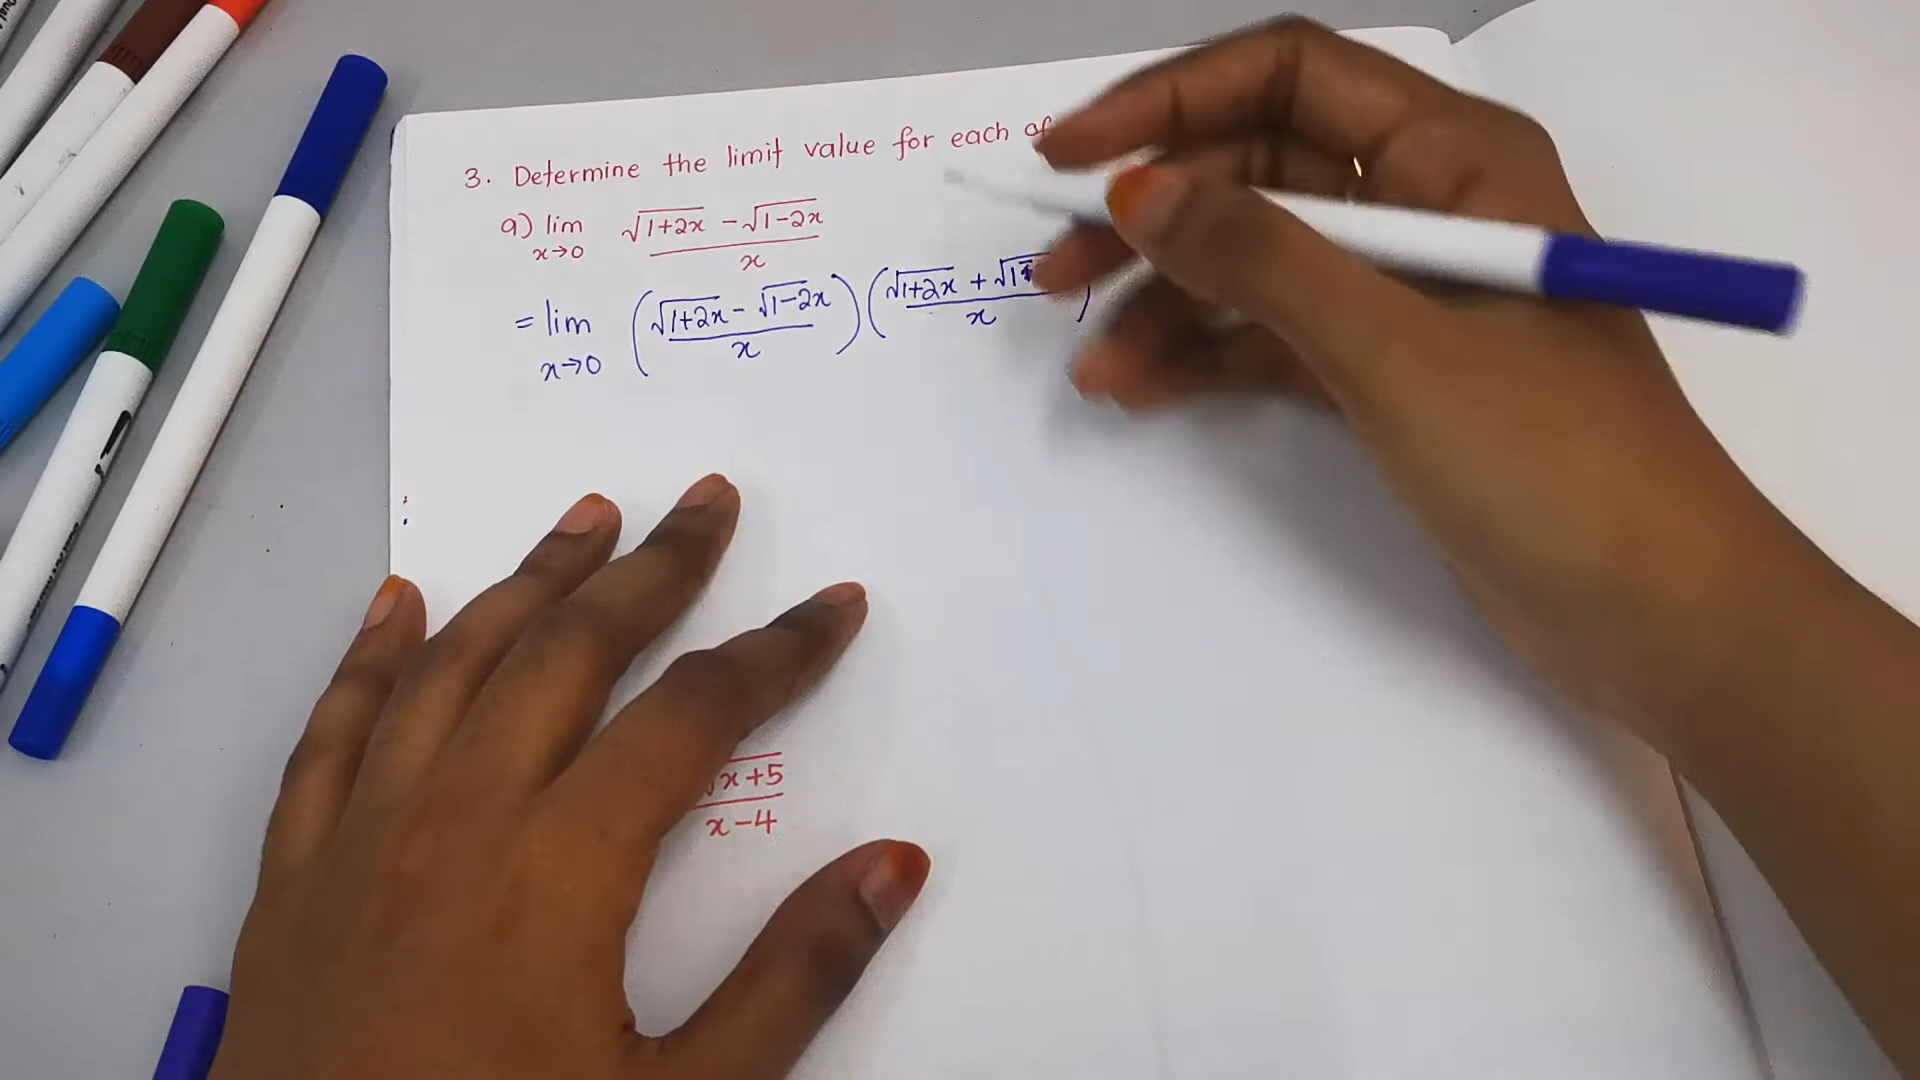 3. Determine the limit value for each of
a) lim x→0 √(1+2x) - √(1-2x) / x
= lim x→0 (√(1+2x) - √(1-2x) / x) (√(1+2x) + √1 / x)
√(x+5) / x-4